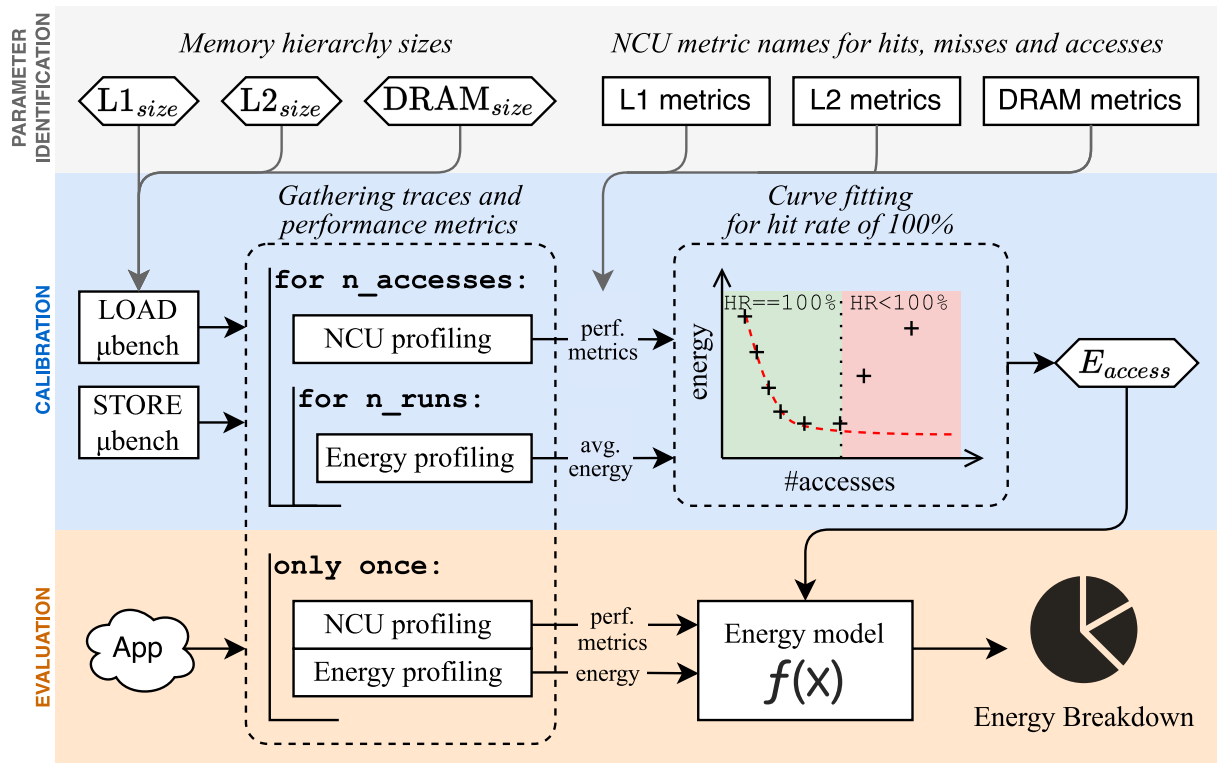 PARAMETER
IDENTIFICATION
Memory hierarchy sizes
NCU metric names for hits, misses and accesses
L1size
L2size
DRAMsize
L1 metrics
L2 metrics
DRAM metrics
CALIBRATION
Gathering traces and
performance metrics
Curve fitting
for hit rate of 100%
LOAD
μbench
STORE
μbench
for n_accesses:
NCU profiling
for n_runs:
Energy profiling
perf.
metrics
avg.
energy
HR==100%
HR<100%
energy
#accesses
Eaccess
EVALUATION
App
only once:
NCU profiling
Energy profiling
perf.
metrics
energy
Energy model
f(x)
Energy Breakdown